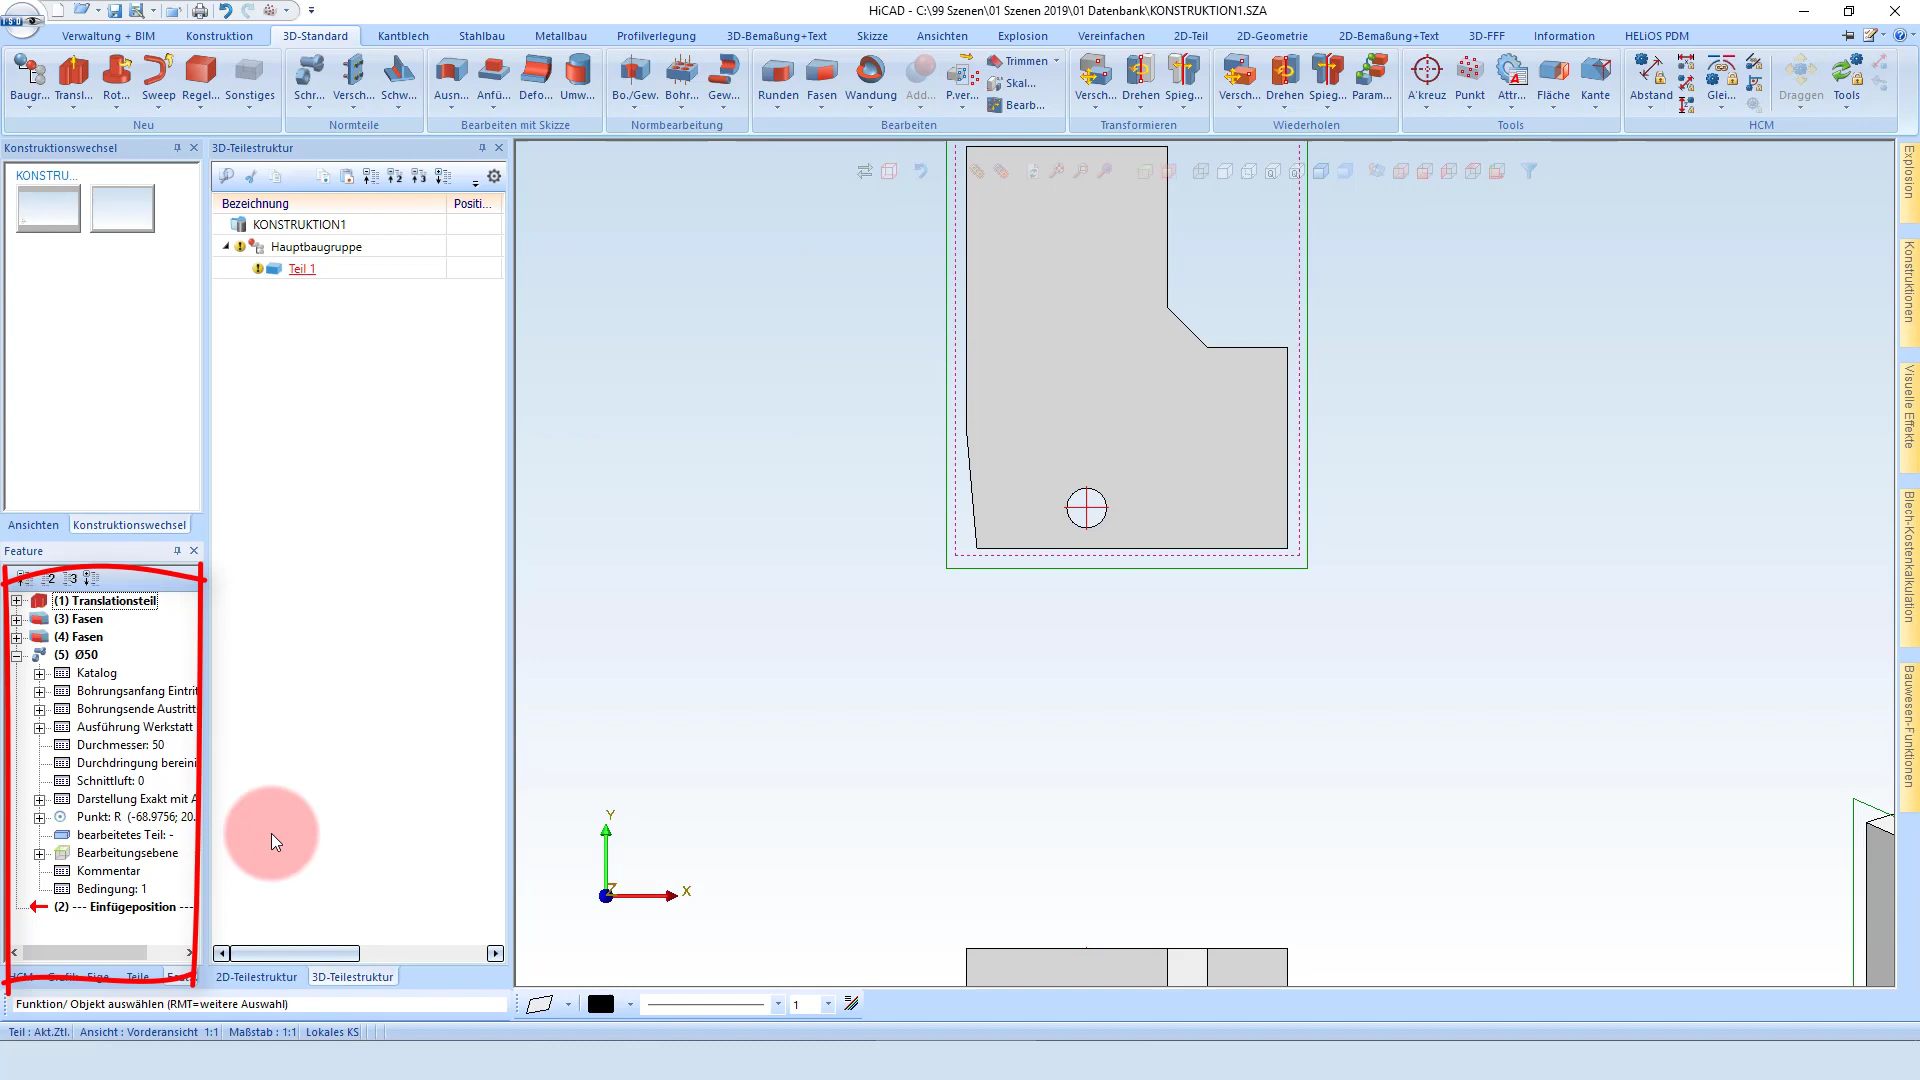 HiCAD - C:\99 Szenen\01 Szenen 2019\01 Datenbank\KONSTRUKTION1.SZA
ISD
Verwaltung + BIM Konstruktion 3D-Standard Kantblech Stahlbau Metallbau Profilverlegung 3D-Bemaßung+Text Skizze Ansichten Explosion Vereinfachen 2D-Teil 2D-Geometrie 2D-Bemaßung+Text 3D-FFF Information HELiOS PDM
Baugr... Transl... Rot... Sweep Regel... Sonstiges Schr... Versch... Schw... Ausn... Anfü... Defo... Umw... Bo./Gew. Bohr... Gew... Runden Fasen Wandung Add... P.ver... Trimmen Skal... Bearb... Versch... Drehen Spieg... Versch... Drehen Spieg... Param... A'kreuz Punkt Attr... Fläche Kante Abstand Glei... Draggen Tools
Neu Normteile Bearbeiten mit Skizze Normbearbeitung Bearbeiten Transformieren Wiederholen Tools HCM
Konstruktionswechsel
KONSTRU...
Ansichten Konstruktionswechsel
3D-Teilestruktur
Bezeichnung Positi...
KONSTRUKTION1
Hauptbaugruppe
Teil 1
Feature
2 3
(1) Translationsteil
(3) Fasen
(4) Fasen
(5) Ø50
Katalog
Bohrungsanfang Eintrit
Bohrungsende Austritts
Ausführung Werkstatt
Durchmesser: 50
Durchdringung bereini
Schnittluft: 0
Darstellung Exakt mit A
Punkt: R (-68.9756; 20.
bearbeitetes Teil: -
Bearbeitungsebene
Kommentar
Bedingung: 1
(2) --- Einfügeposition ---
2D-Teilestruktur 3D-Teilestruktur
Y
Z
X
Explosion
Konstruktionen
Visuelle Effekte
Blech-Kostenkalkulation
Bauwesen-Funktionen
Funktion/ Objekt auswählen (RMT=weitere Auswahl)
1
Teil : Akt.Ztl. Ansicht : Vorderansicht 1:1 Maßstab : 1:1 Lokales KS